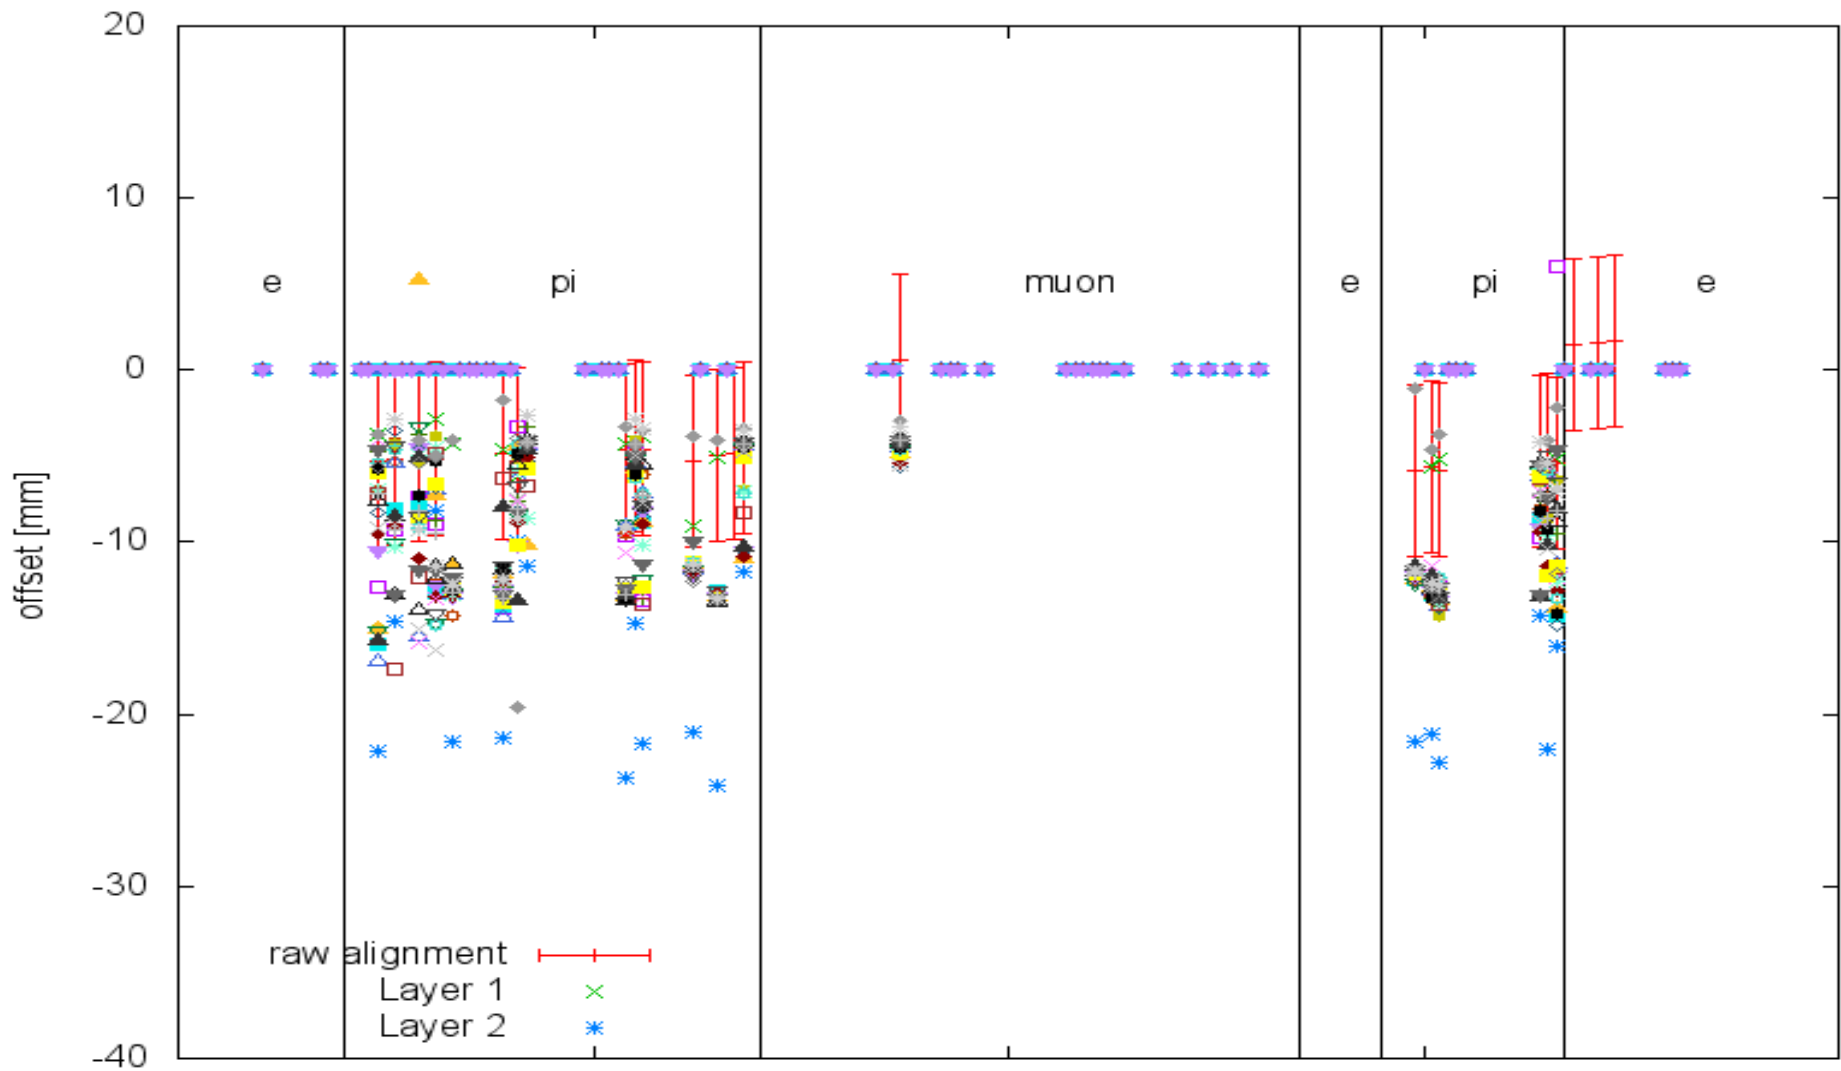 20
10
e pi muon e pi e
0
-10
offset [mm]
-20
-30
raw alignment
Layer 1
Layer 2
-40